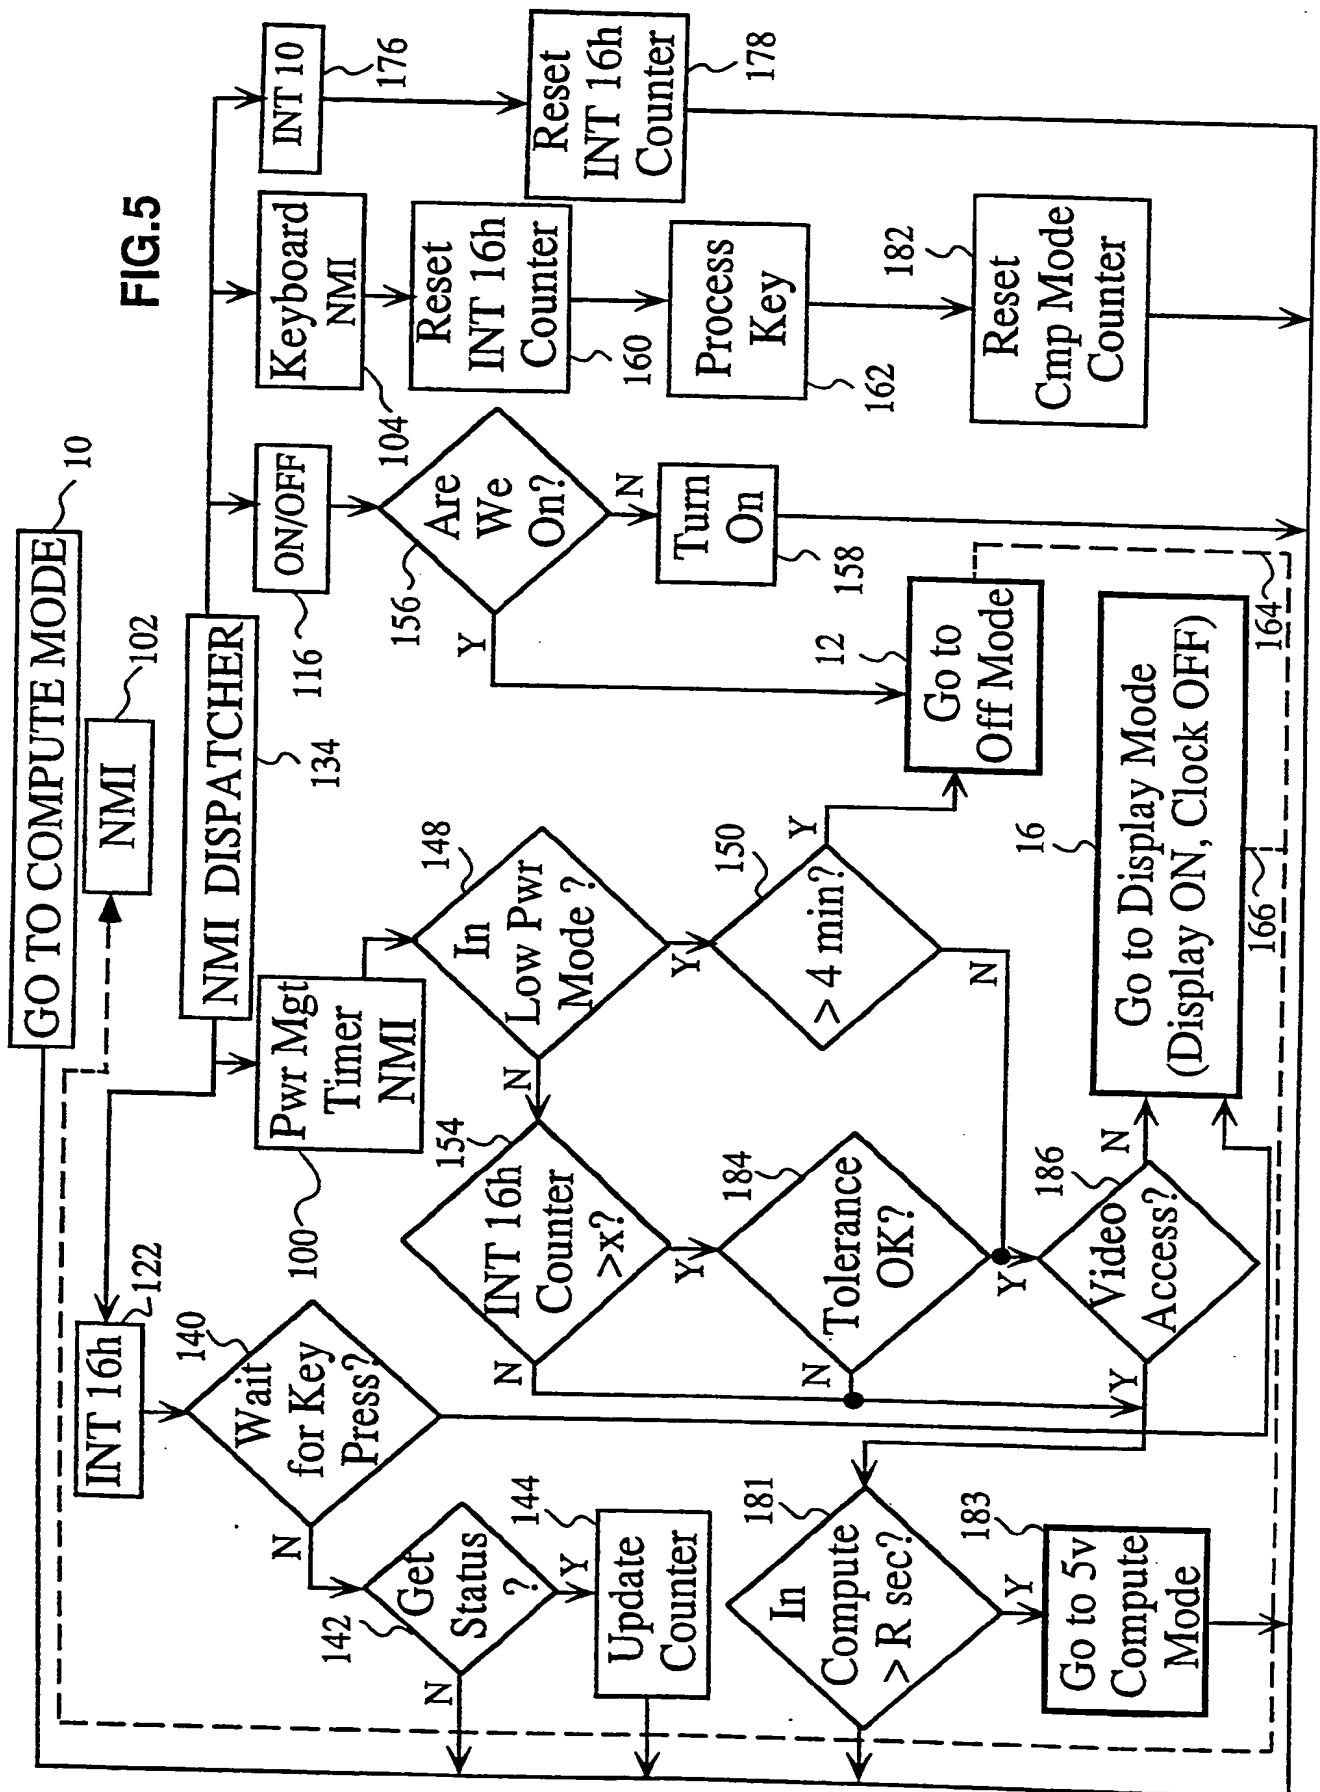 FIG.5
GO TO COMPUTE MODE
10
NMI
102
NMI DISPATCHER
134
INT 16h
122
Pwr Mgt
Timer
NMI
100
ON/OFF
116
Keyboard
NMI
104
INT 10
176
Wait
for Key
Press?
140
N
Get
Status
?
142
N
Y
Update
Counter
144
In
Low Pwr
Mode ?
148
N
Y
INT 16h
Counter
>x?
154
N
Y
> 4 min?
150
Y
N
Tolerance
OK?
184
N
Y
Video
Access?
186
N
Y
In
Compute
> R sec?
181
Y
Go to 5v
Compute
Mode
183
Are
We
On?
156
Y
N
Turn
On
158
Go to
Off Mode
12
164
Go to Display Mode
(Display ON, Clock OFF)
16
166
Reset
INT 16h
Counter
160
Process
Key
162
Reset
Cmp Mode
Counter
182
Reset
INT 16h
Counter
178